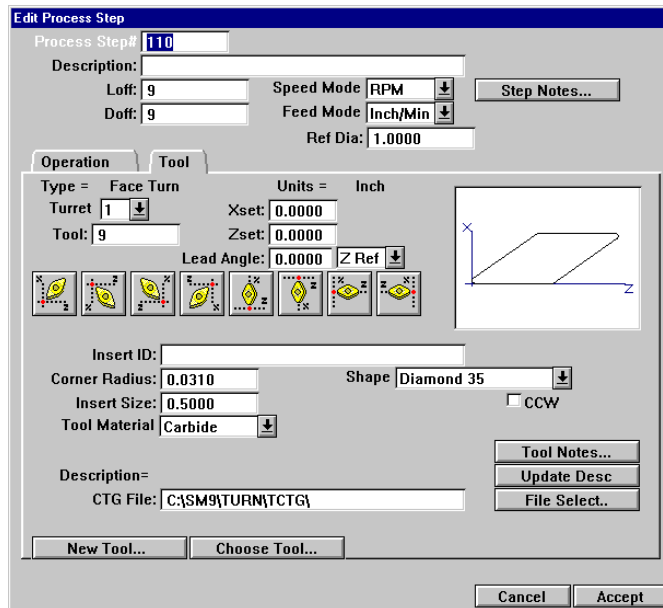 Edit Process Step
Process Step# 110
Description:
Loff: 9 Speed Mode RPM Step Notes...
Doff: 9 Feed Mode Inch/Min
Ref Dia: 1.0000
Operation Tool
Type = Face Turn Units = Inch
Turret 1 Xset: 0.0000
Tool: 9 Zset: 0.0000
Lead Angle: 0.0000 Z Ref
X Z
x z x z x z x z x z x z x z x z
Insert ID:
Corner Radius: 0.0310 Shape Diamond 35
Insert Size: 0.5000 CCW
Tool Material Carbide
Tool Notes...
Description= Update Desc
CTG File: C:\SM9\TURN\TCTG\ File Select..
New Tool... Choose Tool...
Cancel Accept